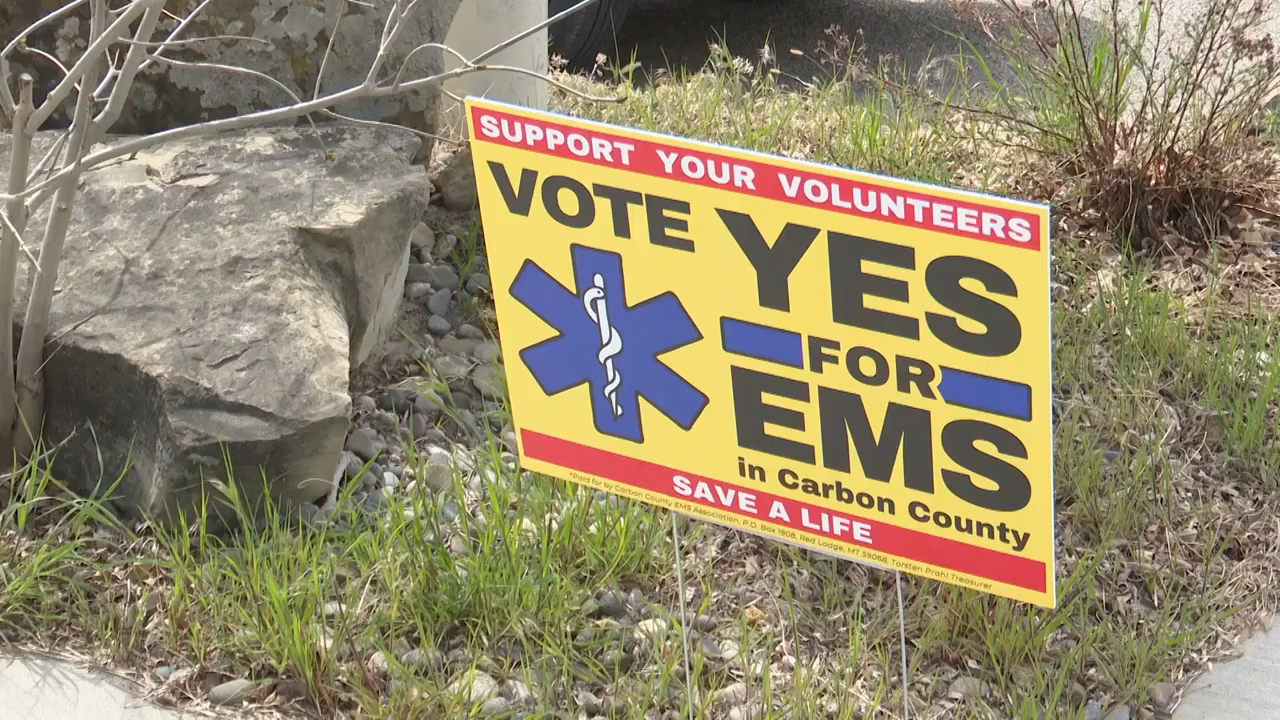 SUPPORT YOUR VOLUNTEERS
VOTE YES
FOR
EMS
in Carbon County
SAVE A LIFE
*Paid for by Carbon County EMS Association, P.O. Box 1908, Red Lodge, MT 59068, Torsten Prahl Treasurer